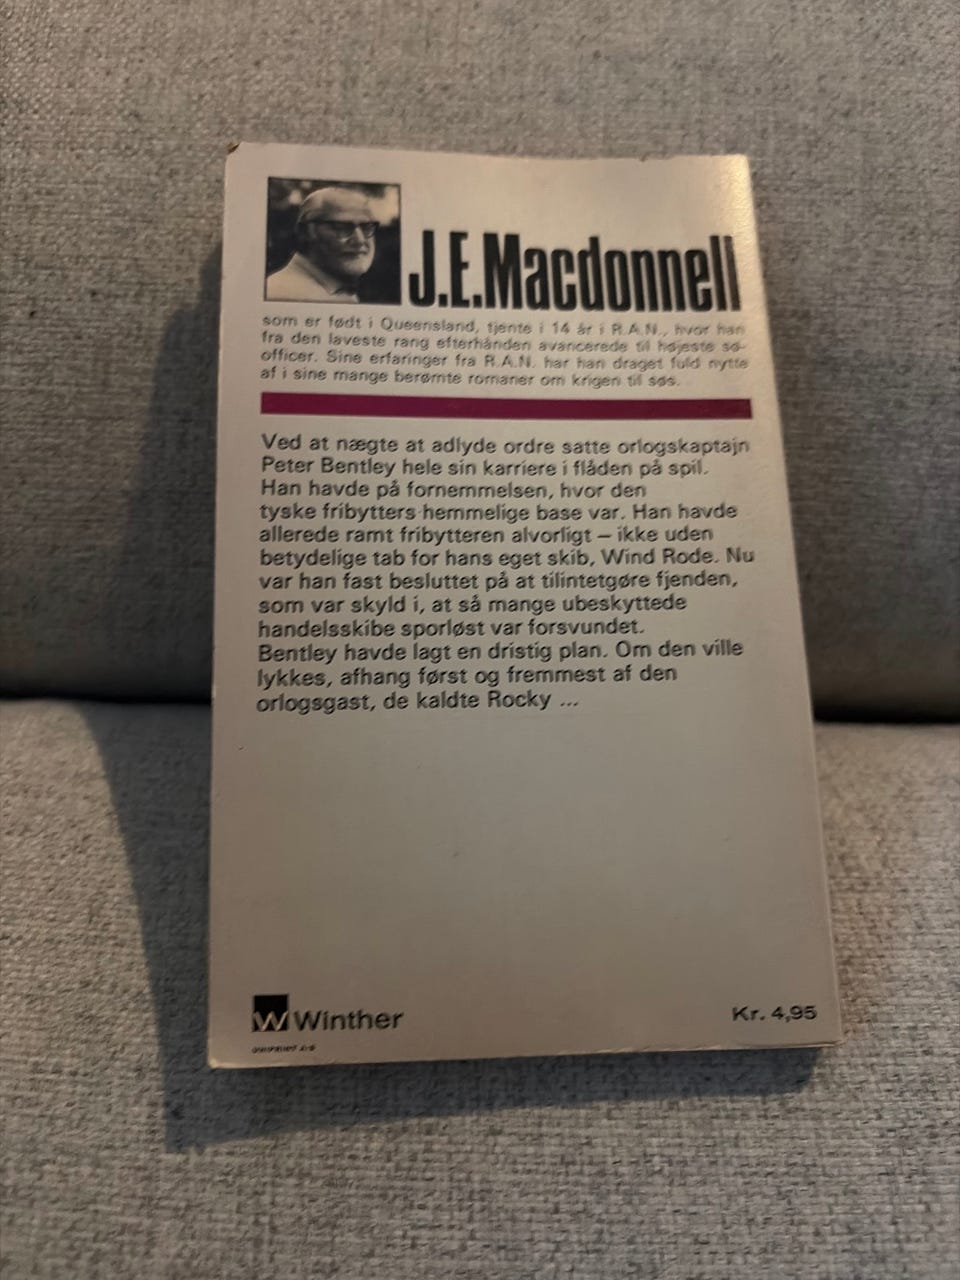 J.E.Macdonnell
som er født i Queensland, tjente i 14 år i R.A.N., hvor han
fra den laveste rang efterhånden avancerede til højeste sø-
officer. Sine erfaringer fra R.A.N. har han draget fuld nytte
af i sine mange berømte romaner om krigen til søs.
Ved at nægte at adlyde ordre satte orlogskaptajn
Peter Bentley hele sin karriere i flåden på spil.
Han havde på fornemmelsen, hvor den
tyske fribytters hemmelige base var. Han havde
allerede ramt fribytteren alvorligt – ikke uden
betydelige tab for hans eget skib, Wind Rode. Nu
var han fast besluttet på at tilintetgøre fjenden,
som var skyld i, at så mange ubeskyttede
handelsskibe sporløst var forsvundet.
Bentley havde lagt en dristig plan. Om den ville
lykkes, afhang først og fremmest af den
orlogsgast, de kaldte Rocky ...
W Winther
Kr. 4,95